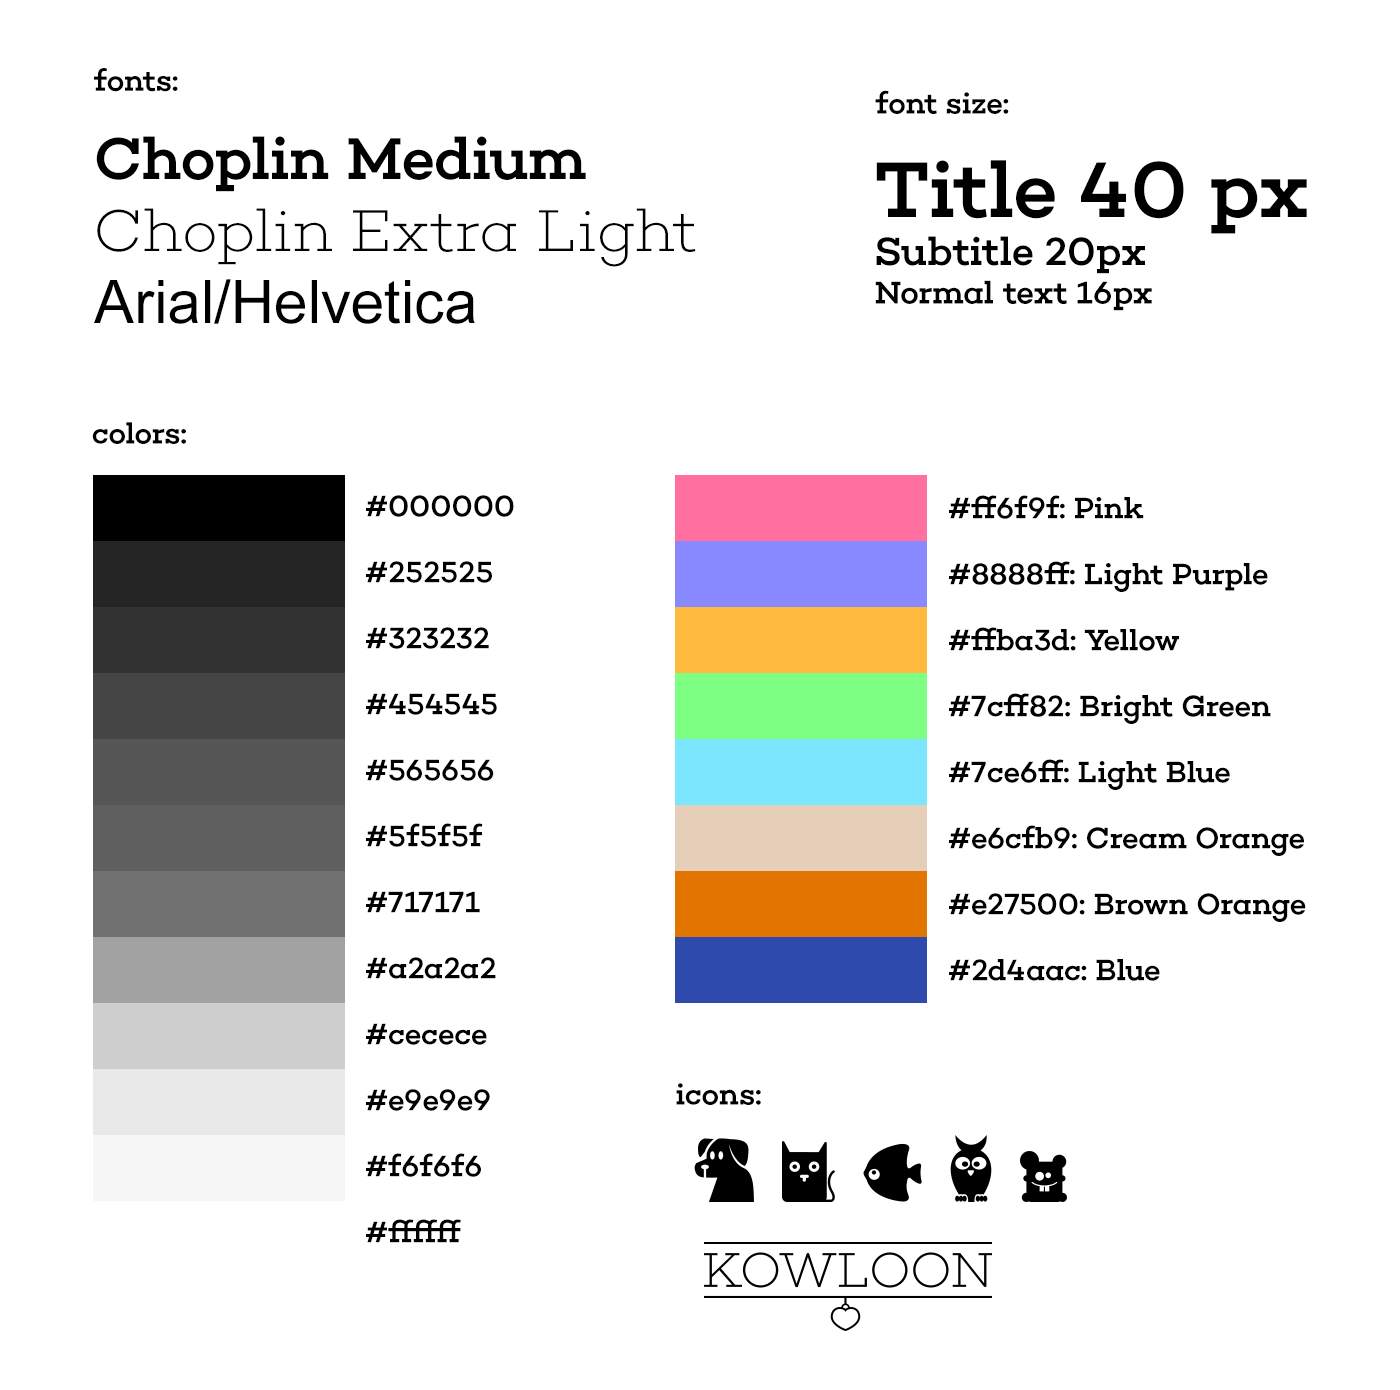 fonts:
Choplin Medium
Choplin Extra Light
Arial/Helvetica
font size:
Title 40 px
Subtitle 20px
Normal text 16px
colors:
#000000
#252525
#323232
#454545
#565656
#5f5f5f
#717171
#a2a2a2
#cecece
#e9e9e9
#f6f6f6
#ffffff
#ff6f9f: Pink
#8888ff: Light Purple
#ffba3d: Yellow
#7cff82: Bright Green
#7ce6ff: Light Blue
#e6cfb9: Cream Orange
#e27500: Brown Orange
#2d4aac: Blue
icons:
KOWLOON